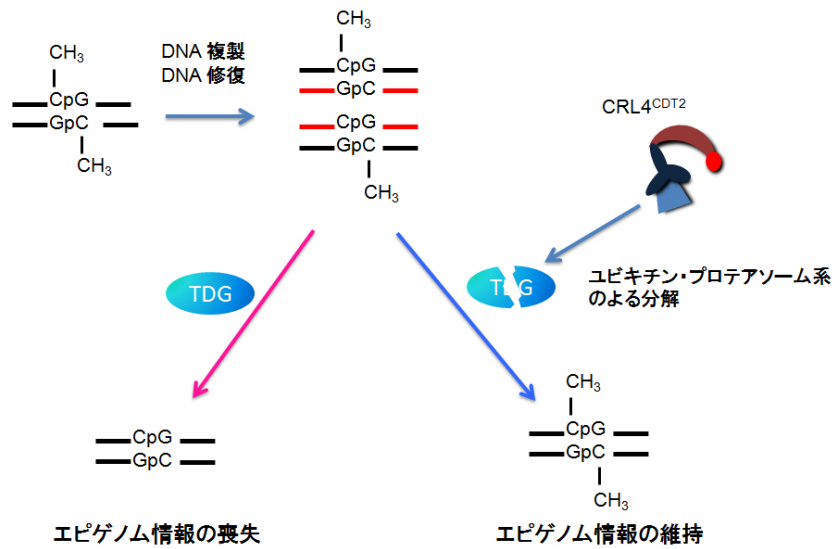 CH3
CpG
GpC
CH3
DNA 複製
DNA 修復
CH3
CpG
GpC
CpG
GpC
CH3
CRL4CDT2
TDG
TDG
ユビキチン・プロテアソーム系
のよる分解
CpG
GpC
CH3
CpG
GpC
CH3
エピゲノム情報の喪失
エピゲノム情報の維持